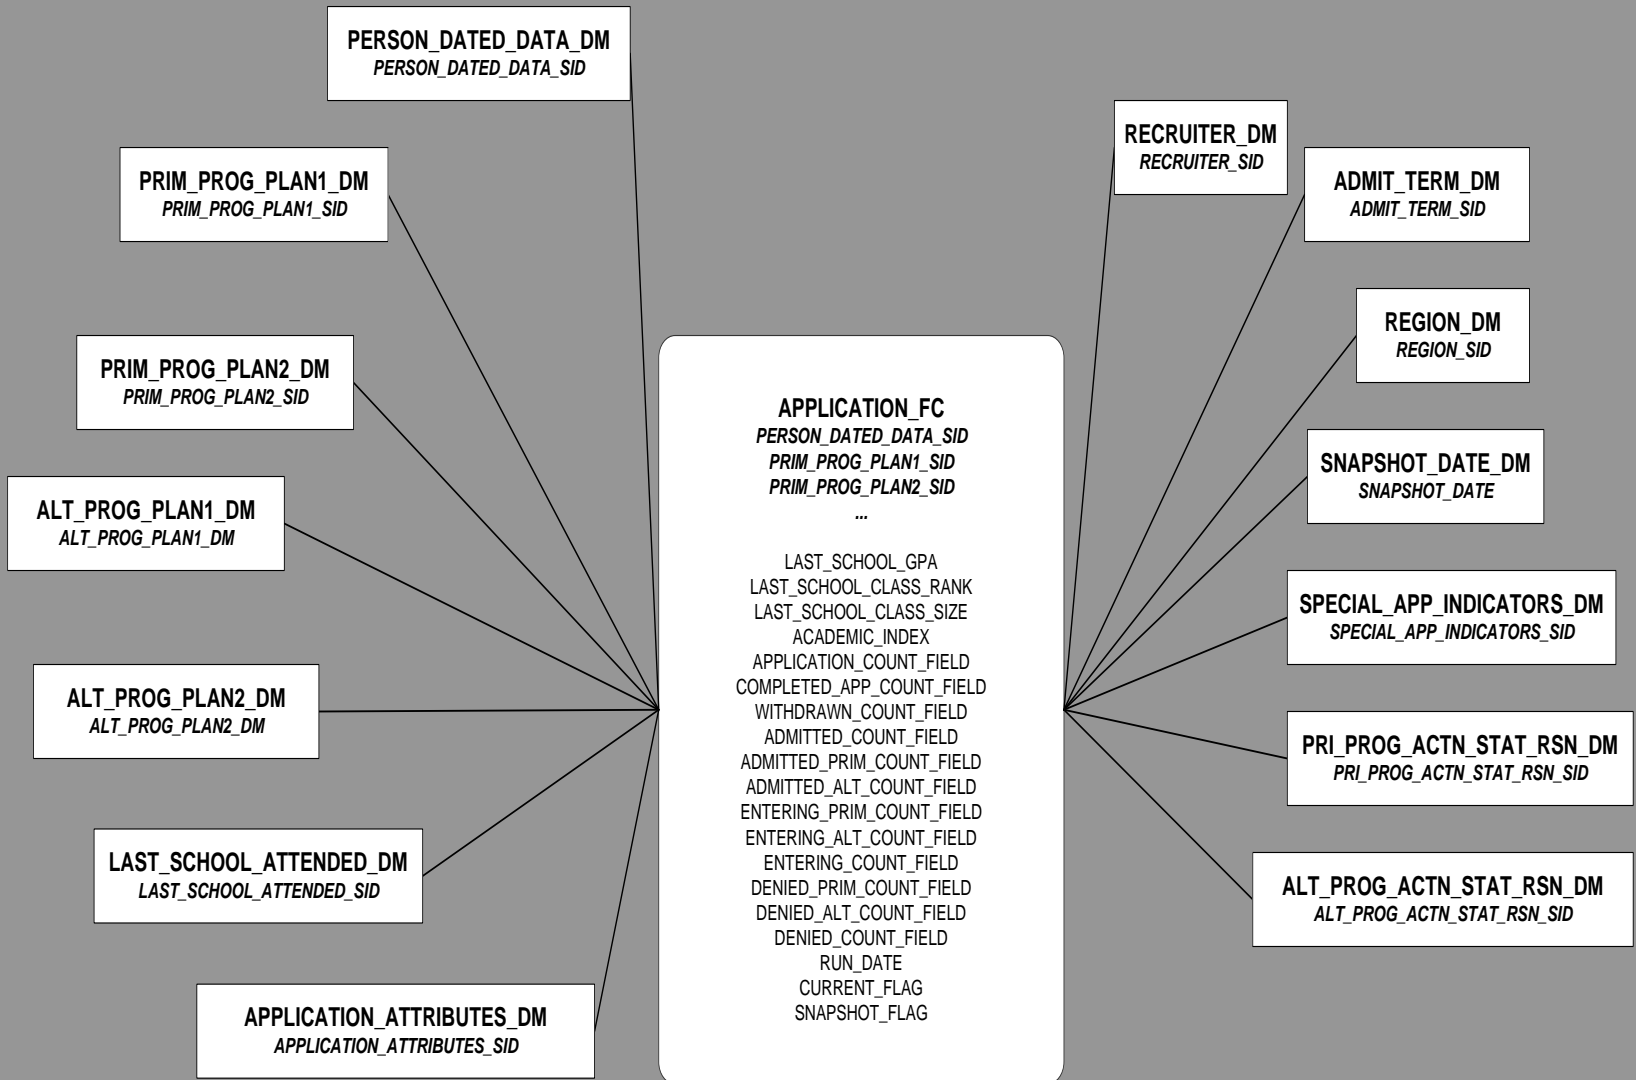 PERSON_DATED_DATA_DM
PERSON_DATED_DATA_SID
PRIM_PROG_PLAN1_DM
PRIM_PROG_PLAN1_SID
PRIM_PROG_PLAN2_DM
PRIM_PROG_PLAN2_SID
ALT_PROG_PLAN1_DM
ALT_PROG_PLAN1_DM
ALT_PROG_PLAN2_DM
ALT_PROG_PLAN2_DM
LAST_SCHOOL_ATTENDED_DM
LAST_SCHOOL_ATTENDED_SID
APPLICATION_ATTRIBUTES_DM
APPLICATION_ATTRIBUTES_SID
APPLICATION_FC
PERSON_DATED_DATA_SID
PRIM_PROG_PLAN1_SID
PRIM_PROG_PLAN2_SID
...
LAST_SCHOOL_GPA
LAST_SCHOOL_CLASS_RANK
LAST_SCHOOL_CLASS_SIZE
ACADEMIC_INDEX
APPLICATION_COUNT_FIELD
COMPLETED_APP_COUNT_FIELD
WITHDRAWN_COUNT_FIELD
ADMITTED_COUNT_FIELD
ADMITTED_PRIM_COUNT_FIELD
ADMITTED_ALT_COUNT_FIELD
ENTERING_PRIM_COUNT_FIELD
ENTERING_ALT_COUNT_FIELD
ENTERING_COUNT_FIELD
DENIED_PRIM_COUNT_FIELD
DENIED_ALT_COUNT_FIELD
DENIED_COUNT_FIELD
RUN_DATE
CURRENT_FLAG
SNAPSHOT_FLAG
RECRUITER_DM
RECRUITER_SID
ADMIT_TERM_DM
ADMIT_TERM_SID
REGION_DM
REGION_SID
SNAPSHOT_DATE_DM
SNAPSHOT_DATE
SPECIAL_APP_INDICATORS_DM
SPECIAL_APP_INDICATORS_SID
PRI_PROG_ACTN_STAT_RSN_DM
PRI_PROG_ACTN_STAT_RSN_SID
ALT_PROG_ACTN_STAT_RSN_DM
ALT_PROG_ACTN_STAT_RSN_SID